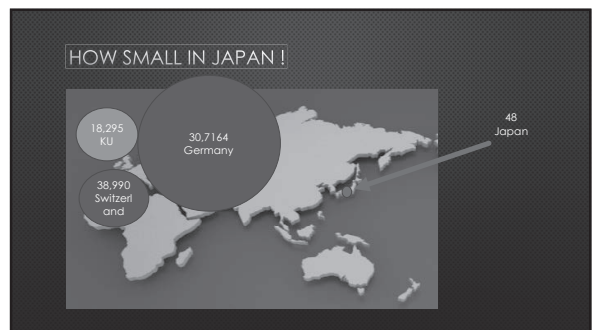 HOW SMALL IN JAPAN !
18,295
KU
30,7164
Germany
38,990
Switzerl
and
48
Japan